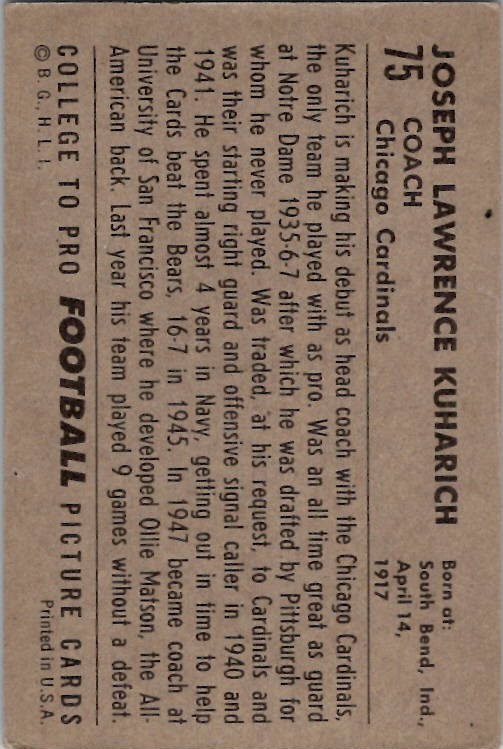 JOSEPH LAWRENCE KUHARICH
75 COACH
Chicago Cardinals
Born at:
South Bend, Ind.,
April 14,
1917
Kuharich is making his debut as head coach with the Chicago Cardinals,
the only team he played with as pro. Was an all time great as guard
at Notre Dame 1935-6-7 after which he was drafted by Pittsburgh for
whom he never played. Was traded, at his request, to Cardinals and
was their starting right guard and offensive signal caller in 1940 and
1941. He spent almost 4 years in Navy, getting out in time to help
the Cards beat the Bears, 16-7 in 1945. In 1947 became coach at
University of San Francisco where he developed Ollie Matson, the All-
American back. Last year his team played 9 games without a defeat.
COLLEGE TO PRO FOOTBALL PICTURE CARDS
© B. G., H. L. I.
Printed in U.S.A.